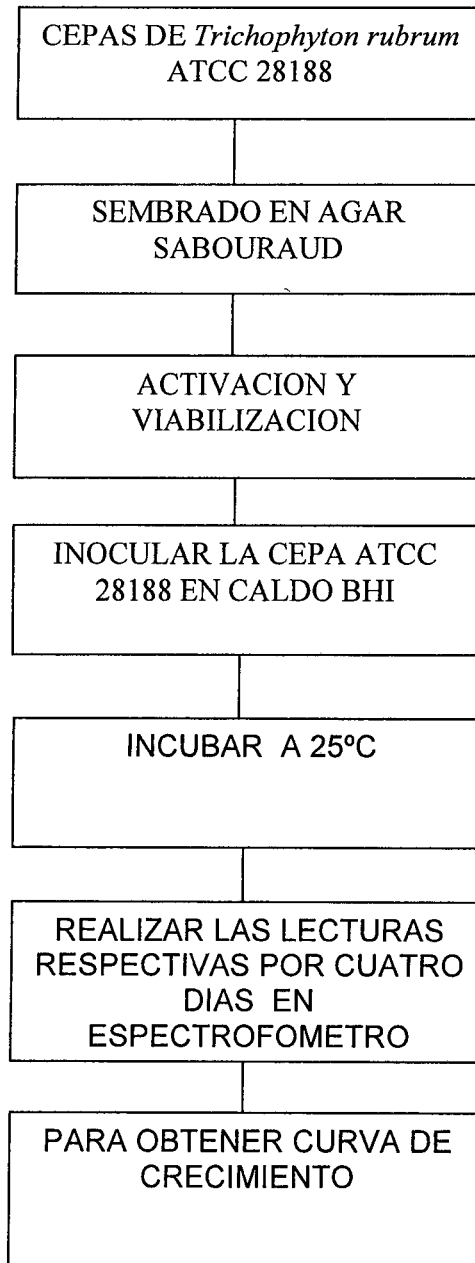 CEPAS DE Trichophyton rubrum
ATCC 28188
SEMBRADO EN AGAR
SABOURAUD
ACTIVACION Y
VIABILIZACION
INOCULAR LA CEPA ATCC
28188 EN CALDO BHI
INCUBAR A 25ºC
REALIZAR LAS LECTURAS
RESPECTIVAS POR CUATRO
DIAS EN
ESPECTROFOMETRO
PARA OBTENER CURVA DE
CRECIMIENTO